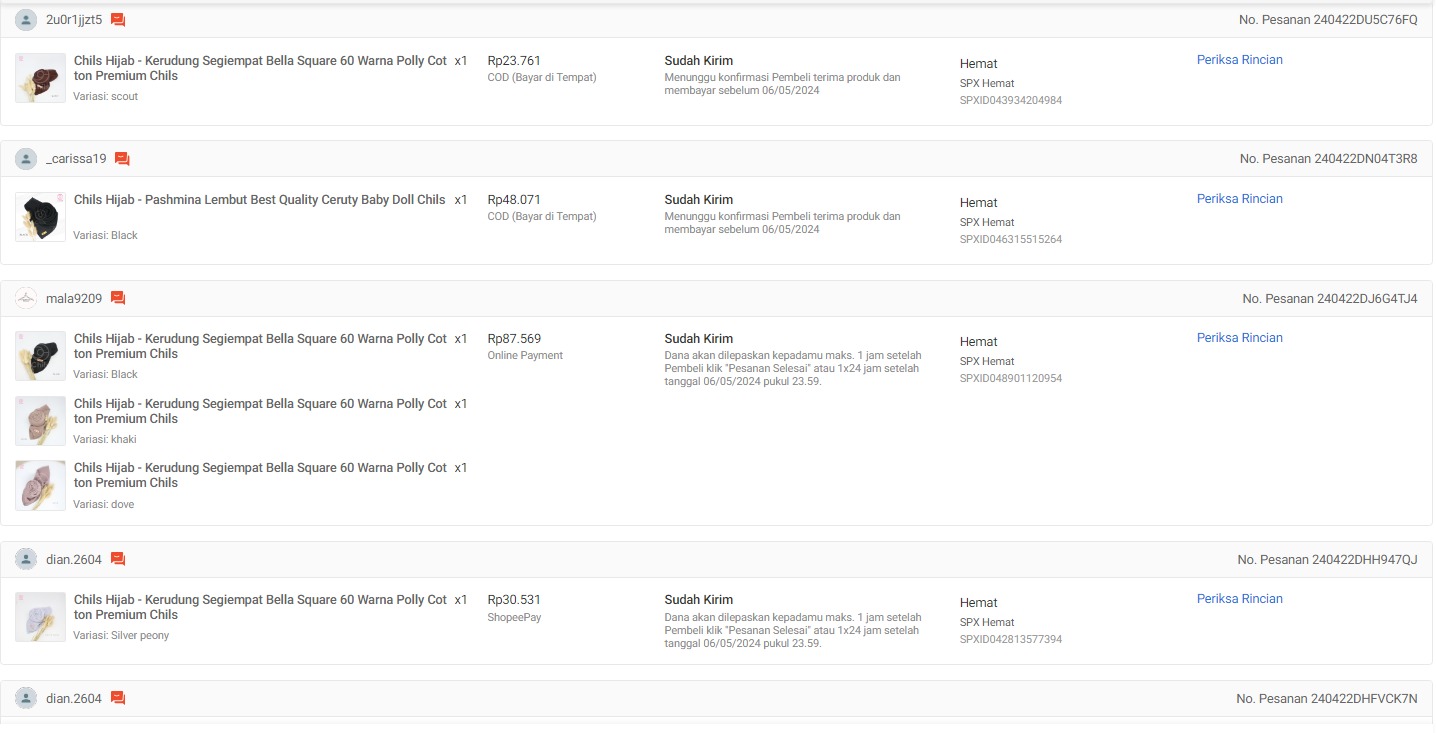 2u0r1jjzt5
No. Pesanan 240422DU5C76FQ
Chils Hijab - Kerudung Segiempat Bella Square 60 Warna Polly Cot x1
ton Premium Chils
Variasi: scout
Rp23.761
COD (Bayar di Tempat)
Sudah Kirim
Menunggu konfirmasi Pembeli terima produk dan
membayar sebelum 06/05/2024
Hemat
SPX Hemat
SPXID043934204984
Periksa Rincian
_carissa19
No. Pesanan 240422DN04T3R8
Chils Hijab - Pashmina Lembut Best Quality Ceruty Baby Doll Chils x1
Variasi: Black
Rp48.071
COD (Bayar di Tempat)
Sudah Kirim
Menunggu konfirmasi Pembeli terima produk dan
membayar sebelum 06/05/2024
Hemat
SPX Hemat
SPXID046315515264
Periksa Rincian
mala9209
No. Pesanan 240422DJ6G4TJ4
Chils Hijab - Kerudung Segiempat Bella Square 60 Warna Polly Cot x1
ton Premium Chils
Variasi: Black
Rp87.569
Online Payment
Sudah Kirim
Dana akan dilepaskan kepadamu maks. 1 jam setelah
Pembeli klik "Pesanan Selesai" atau 1x24 jam setelah
tanggal 06/05/2024 pukul 23.59.
Hemat
SPX Hemat
SPXID048901120954
Periksa Rincian
Chils Hijab - Kerudung Segiempat Bella Square 60 Warna Polly Cot x1
ton Premium Chils
Variasi: khaki
Chils Hijab - Kerudung Segiempat Bella Square 60 Warna Polly Cot x1
ton Premium Chils
Variasi: dove
dian.2604
No. Pesanan 240422DHH947QJ
Chils Hijab - Kerudung Segiempat Bella Square 60 Warna Polly Cot x1
ton Premium Chils
Variasi: Silver peony
Rp30.531
ShopeePay
Sudah Kirim
Dana akan dilepaskan kepadamu maks. 1 jam setelah
Pembeli klik "Pesanan Selesai" atau 1x24 jam setelah
tanggal 06/05/2024 pukul 23.59.
Hemat
SPX Hemat
SPXID042813577394
Periksa Rincian
dian.2604
No. Pesanan 240422DHFVCK7N